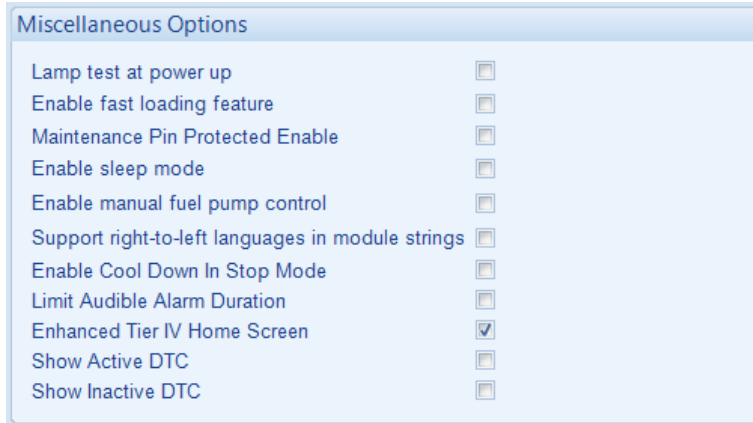 Miscellaneous Options
Lamp test at power up
Enable fast loading feature
Maintenance Pin Protected Enable
Enable sleep mode
Enable manual fuel pump control
Support right-to-left languages in module strings
Enable Cool Down In Stop Mode
Limit Audible Alarm Duration
Enhanced Tier IV Home Screen
Show Active DTC
Show Inactive DTC